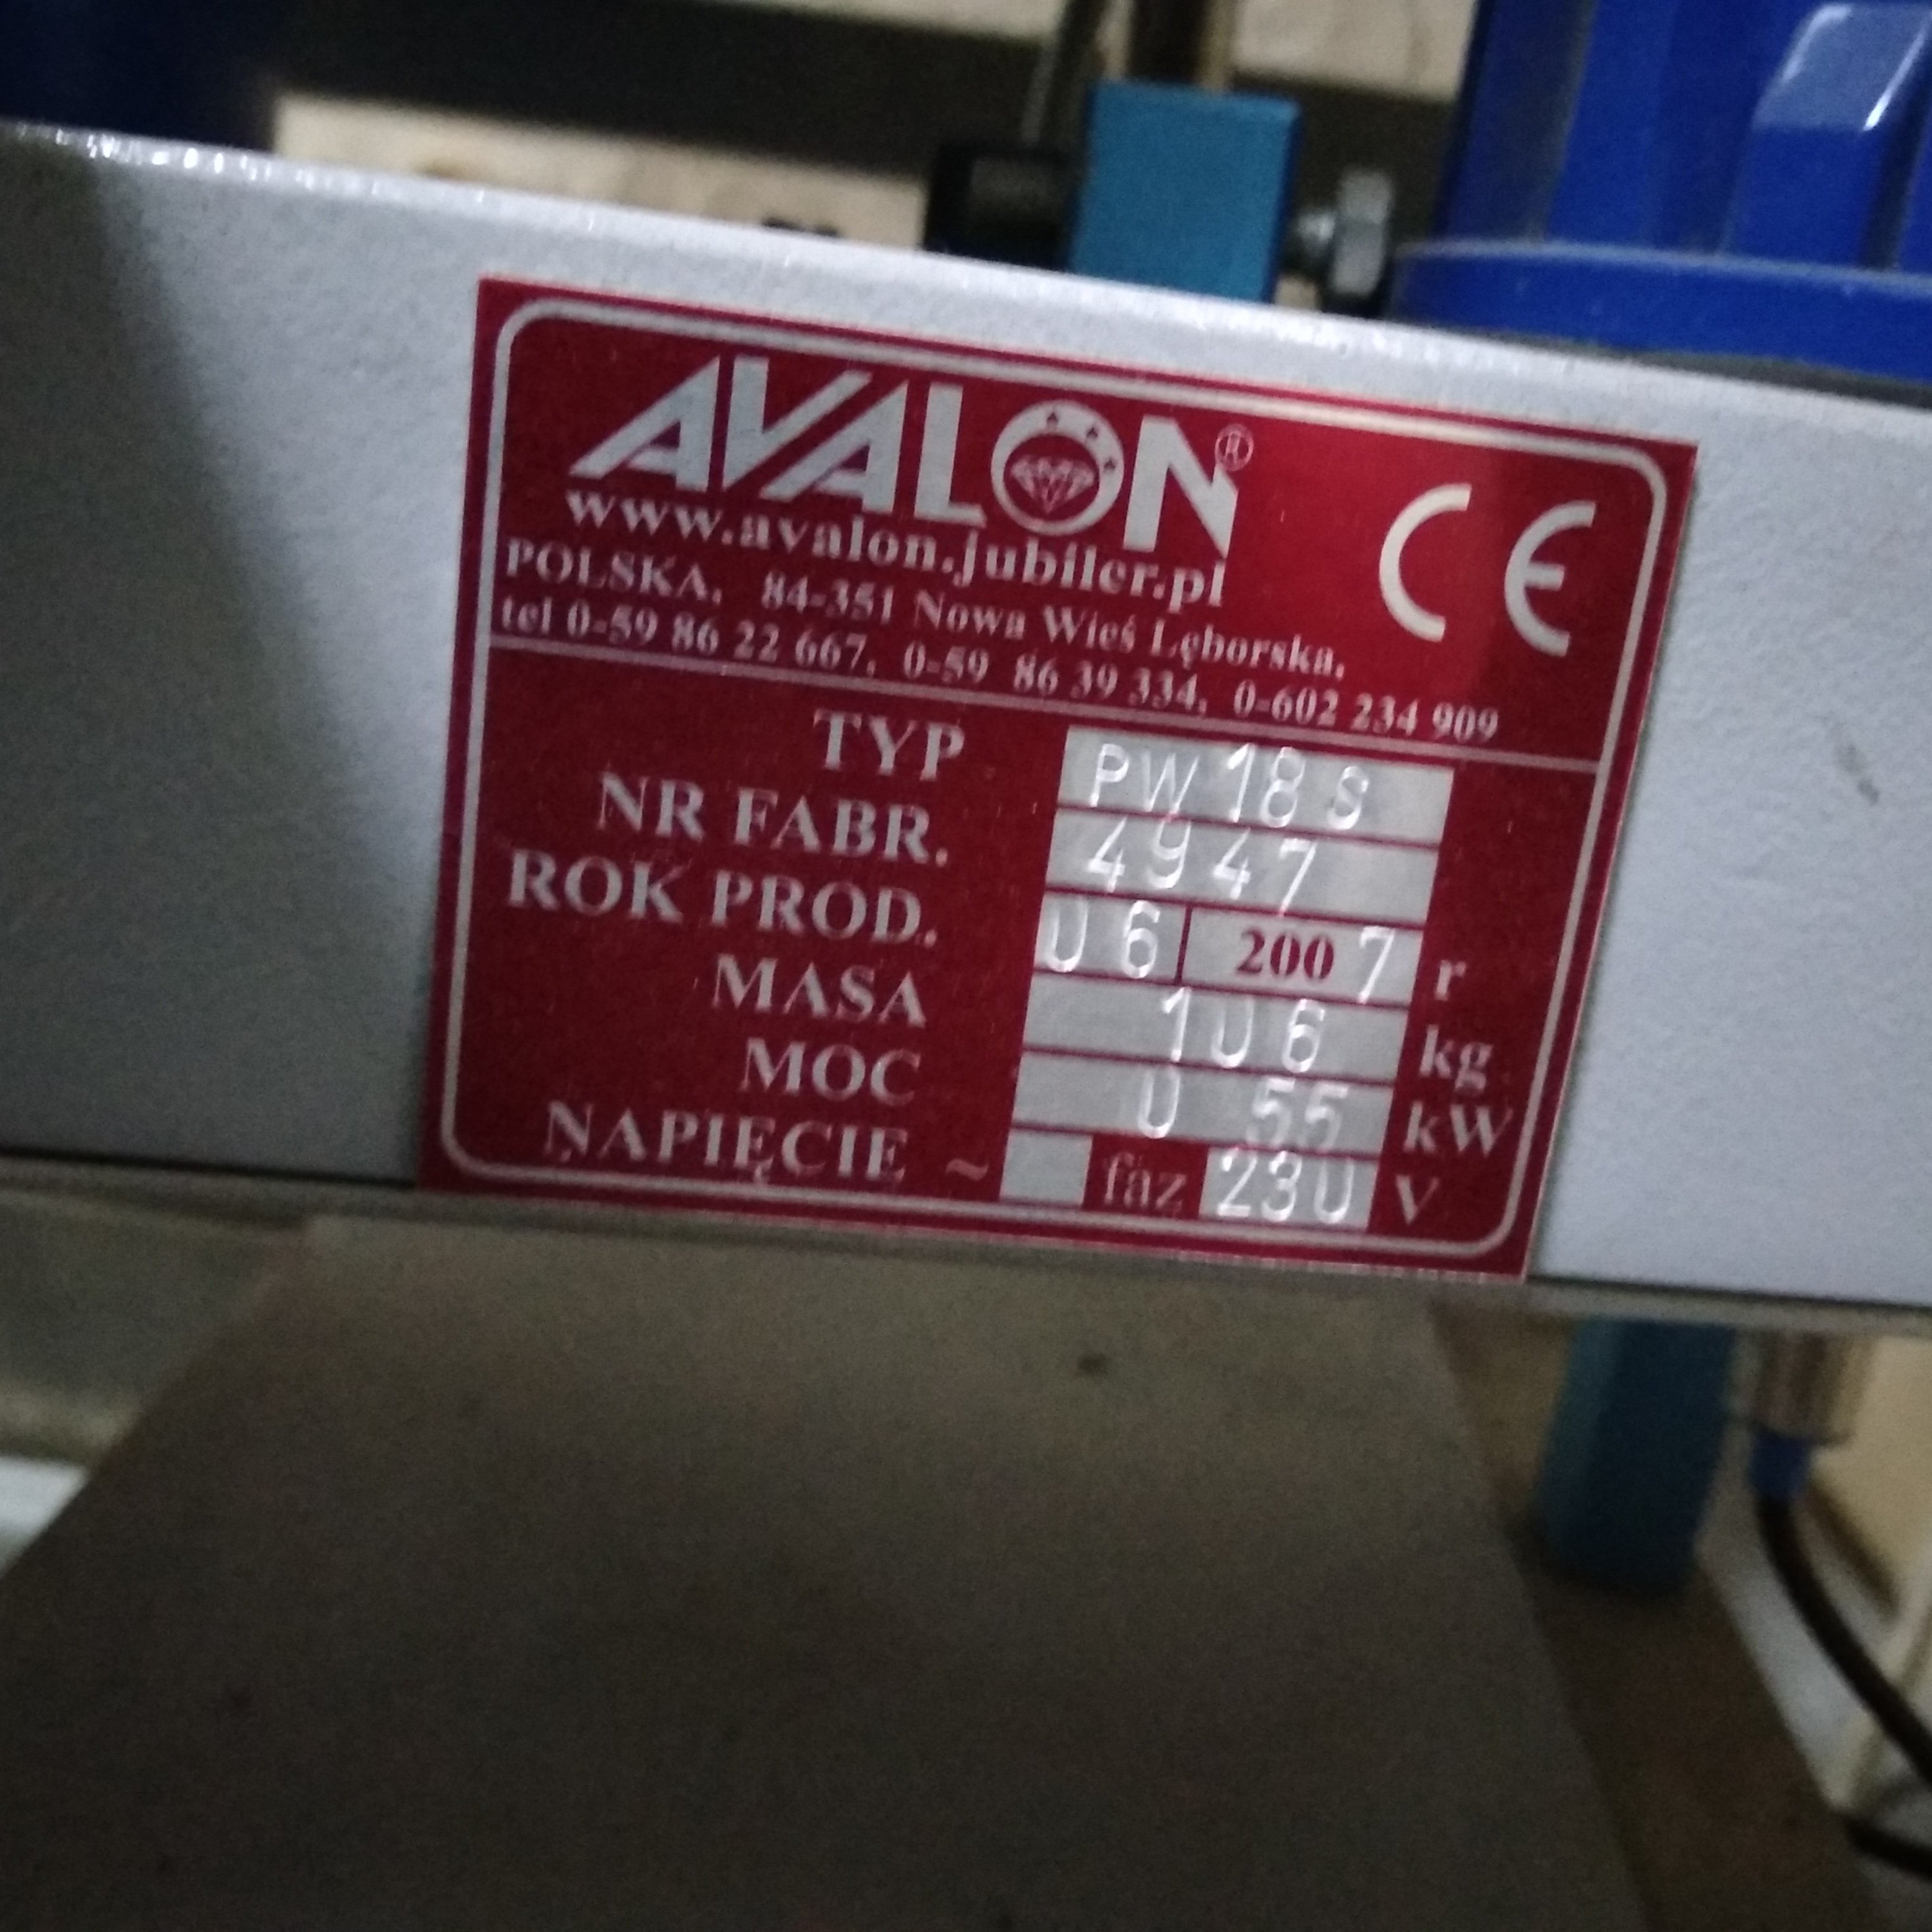 AVALON®
CE
www.avalon.jubiler.pl
POLSKA, 84-351 Nowa Wieś Lęborska,
tel 0-59 86 22 667, 0-59 86 39 334, 0-602 234 909
TYP PW 18 S
NR FABR. 4947
ROK PROD. 06 2007 r
MASA 106 kg
MOC 0 55 kW
NAPIĘCIE ~ faz 230 V